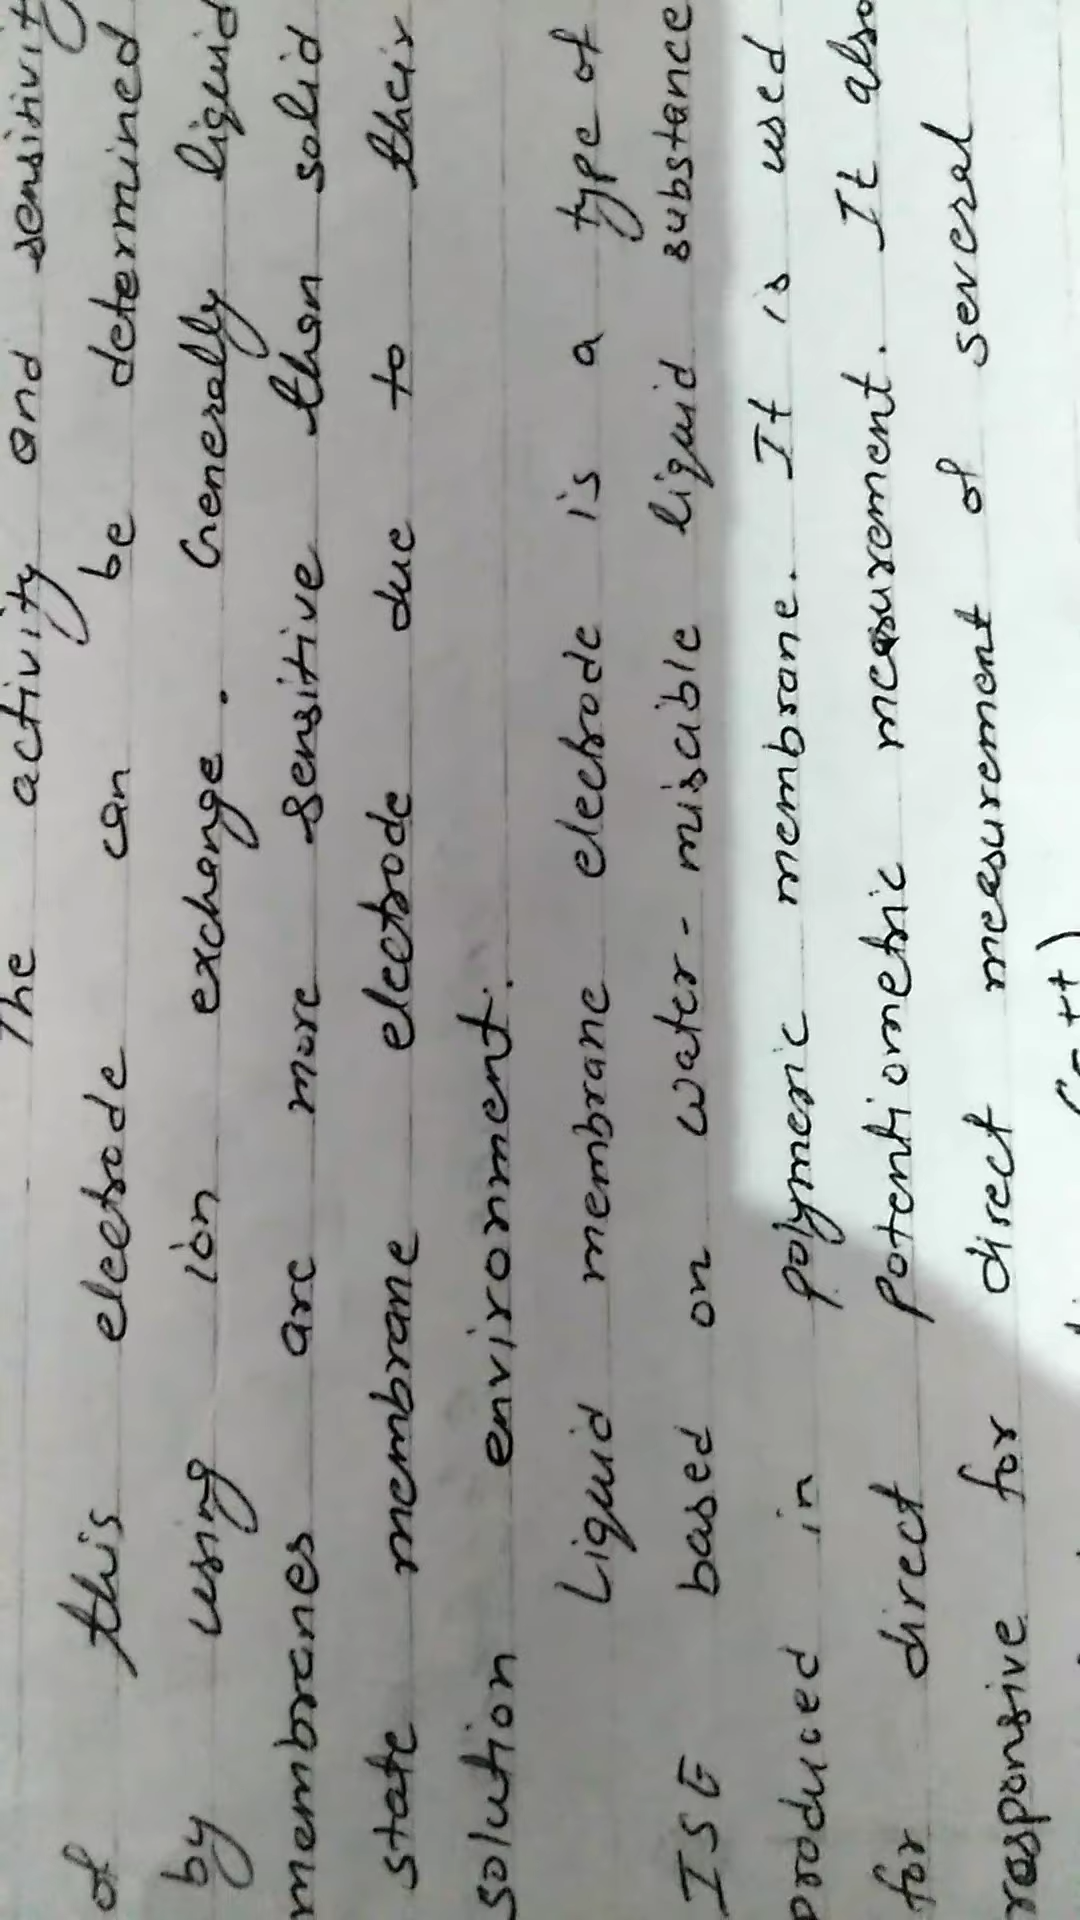 The activity and sensitivity
of this electrode can be determined
by using ion exchange. Generally liquid
membranes are more sensitive than solid
state membrane electrode due to their
solution environment.
Liquid membrane electrode is a type of
ISE based on water-miscible liquid substance
produced in polymeric membrane. It is used
for direct potentiometric measurement. It also
responsive for direct measurement of several